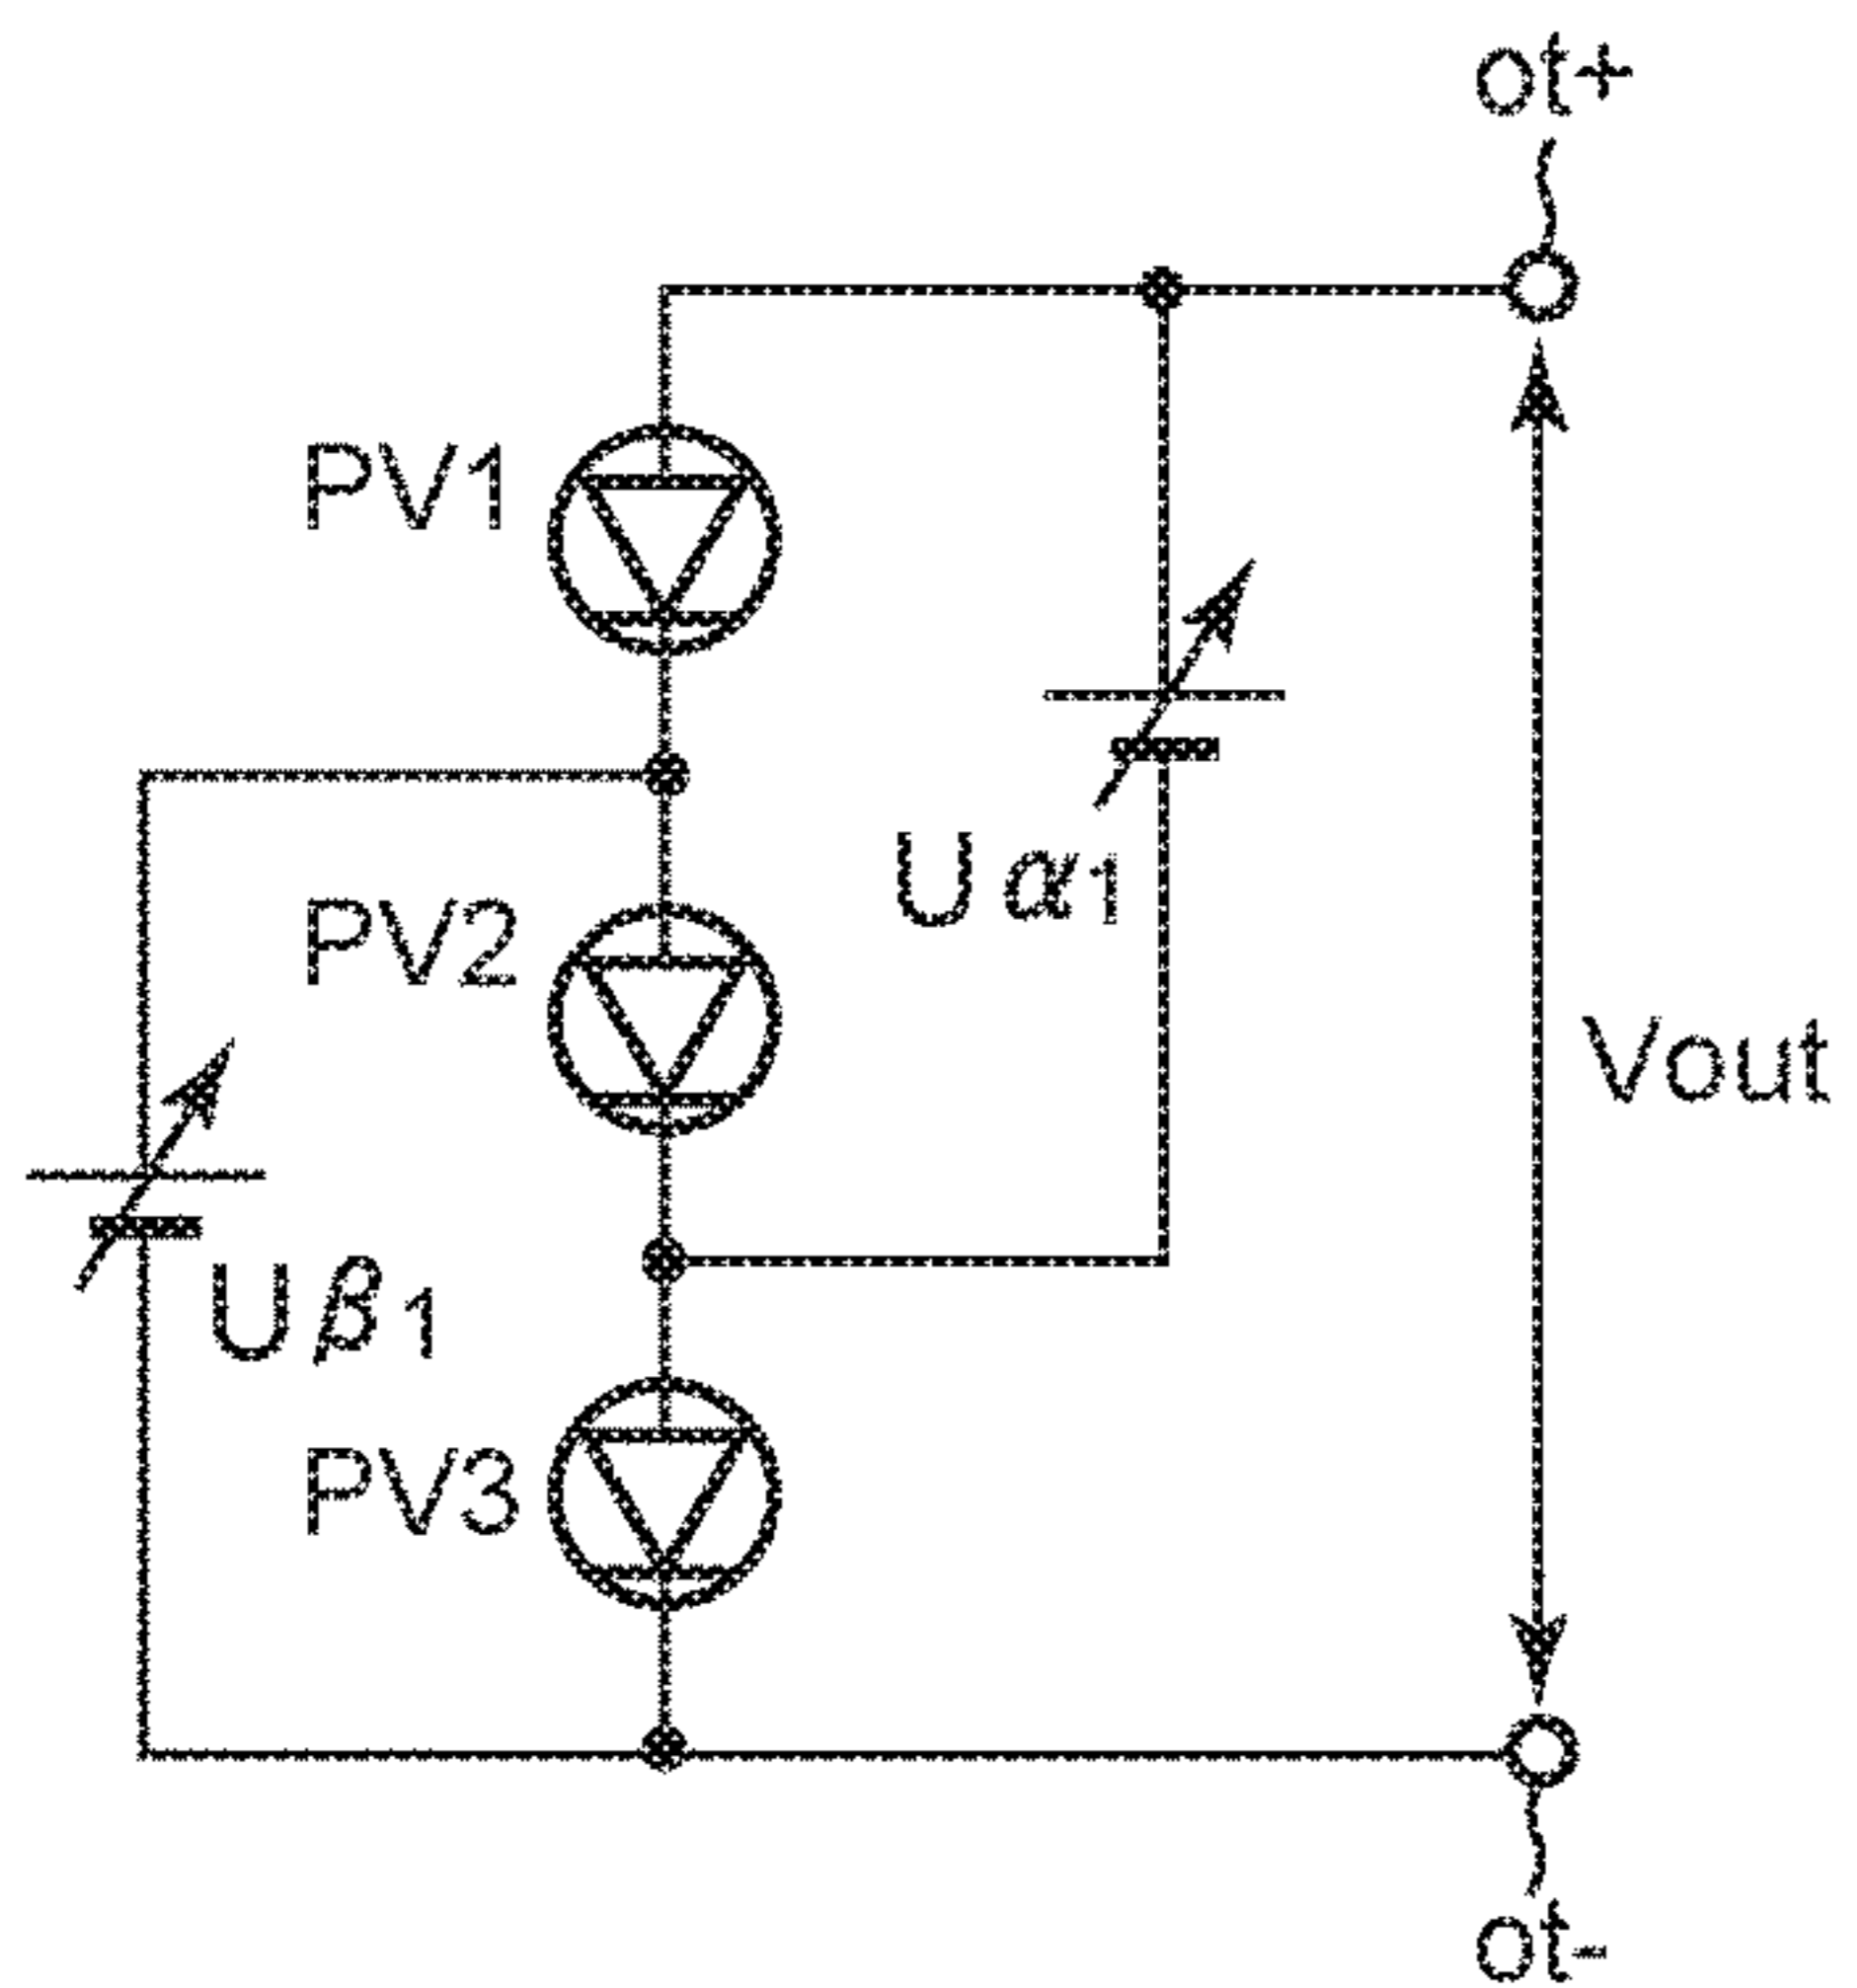 ot+
PV1
Uα1
PV2
Vout
Uβ1
PV3
ot-